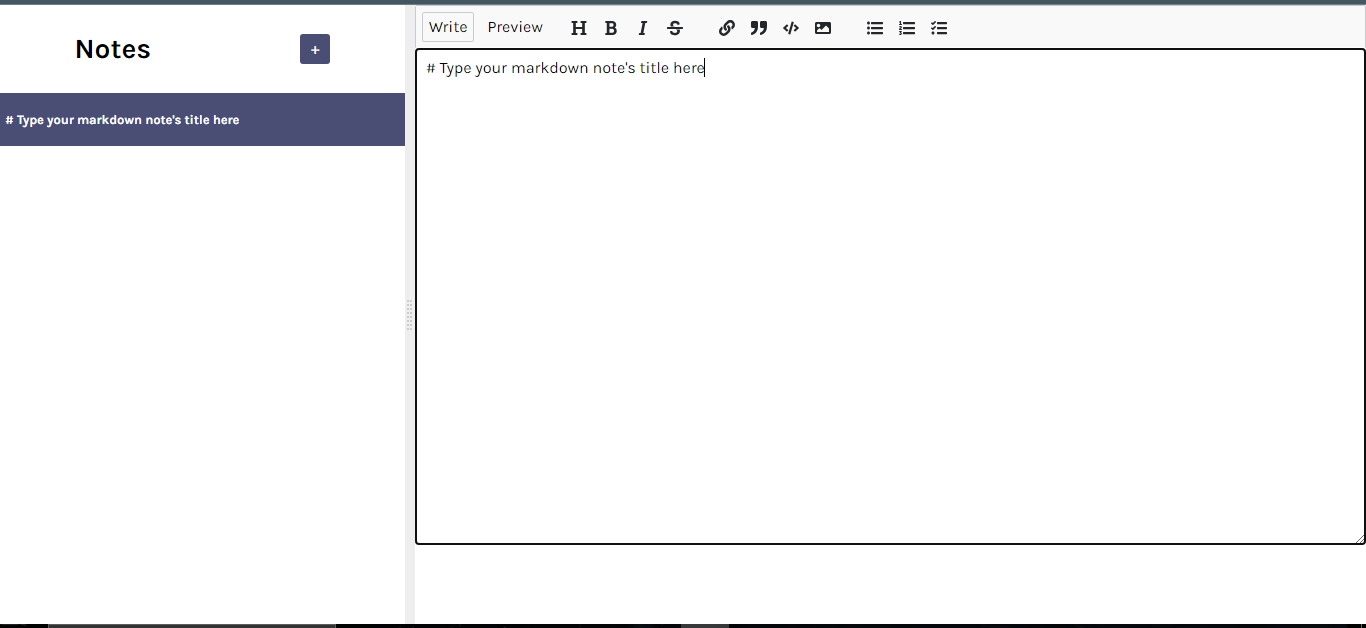 Notes
+
# Type your markdown note's title here
Write Preview H B I S
# Type your markdown note's title here